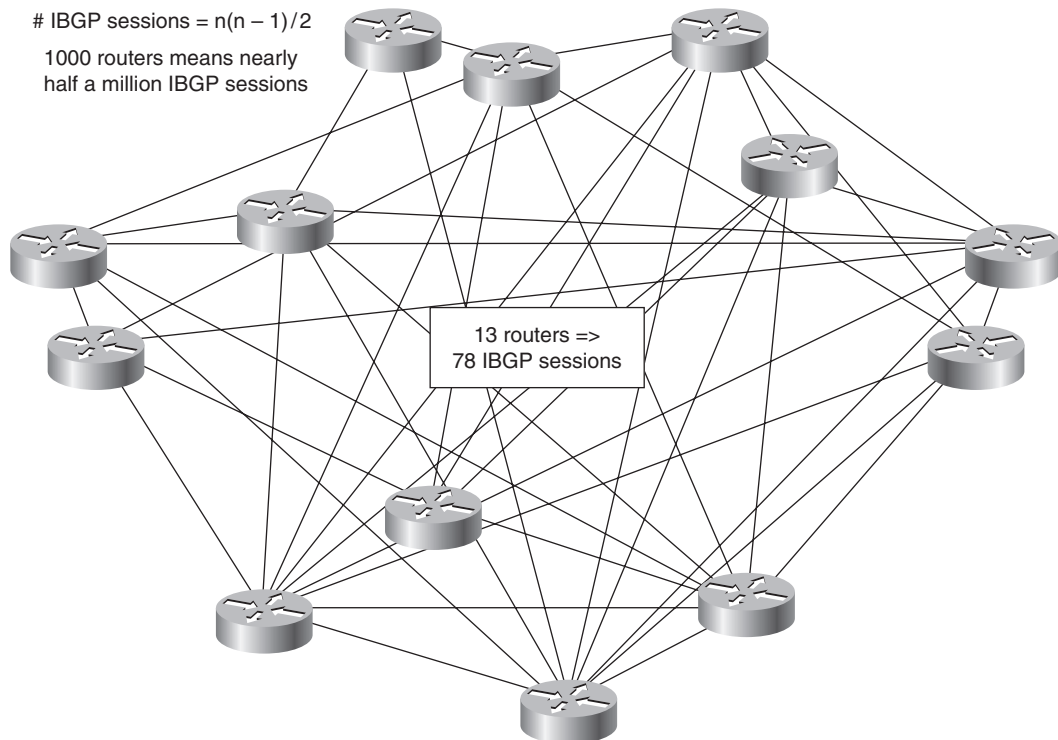 # IBGP sessions = n(n – 1)/2
1000 routers means nearly
half a million IBGP sessions
13 routers =>
78 IBGP sessions